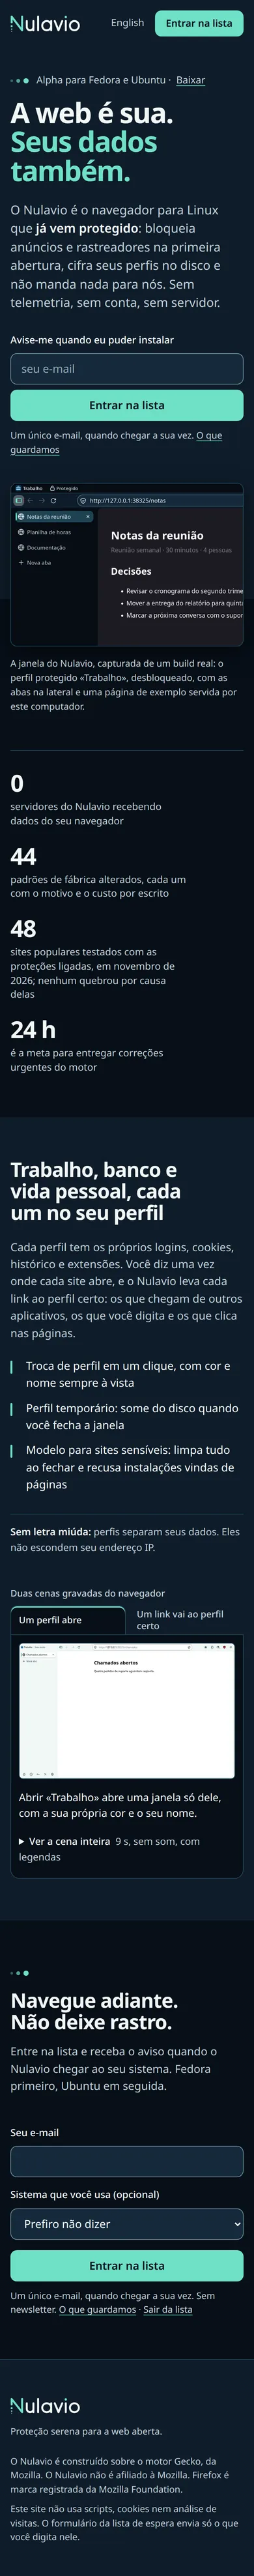 Nulavio
English
Entrar na lista
Alpha para Fedora e Ubuntu · Baixar
A web é sua.
Seus dados
também.
O Nulavio é o navegador para Linux
que já vem protegido: bloqueia
anúncios e rastreadores na primeira
abertura, cifra seus perfis no disco e
não manda nada para nós. Sem
telemetria, sem conta, sem servidor.
Avise-me quando eu puder instalar
seu e-mail
Entrar na lista
Um único e-mail, quando chegar a sua vez. O que
guardamos
Trabalho Protegido
http://127.0.0.1:38325/notas
Notas da reunião
Planilha de horas
Documentação
Nova aba
Notas da reunião
Reunião semanal · 30 minutos · 4 pessoas
Decisões
Revisar o cronograma do segundo trime
Mover a entrega do relatório para quinta
Marcar a próxima conversa com o supor
A janela do Nulavio, capturada de um build real: o
perfil protegido «Trabalho», desbloqueado, com as
abas na lateral e uma página de exemplo servida por
este computador.
0
servidores do Nulavio recebendo
dados do seu navegador
44
padrões de fábrica alterados, cada um
com o motivo e o custo por escrito
48
sites populares testados com as
proteções ligadas, em novembro de
2026; nenhum quebrou por causa
delas
24 h
é a meta para entregar correções
urgentes do motor
Trabalho, banco e
vida pessoal, cada
um no seu perfil
Cada perfil tem os próprios logins, cookies,
histórico e extensões. Você diz uma vez
onde cada site abre, e o Nulavio leva cada
link ao perfil certo: os que chegam de outros
aplicativos, os que você digita e os que clica
nas páginas.
Troca de perfil em um clique, com cor e
nome sempre à vista
Perfil temporário: some do disco quando
você fecha a janela
Modelo para sites sensíveis: limpa tudo
ao fechar e recusa instalações vindas de
páginas
Sem letra miúda: perfis separam seus dados. Eles
não escondem seu endereço IP.
Duas cenas gravadas do navegador
Um perfil abre
Um link vai ao perfil
certo
Chamados abertos
Abrir «Trabalho» abre uma janela só dele,
com a sua própria cor e o seu nome.
Ver a cena inteira 9 s, sem som, com
legendas
Navegue adiante.
Não deixe rastro.
Entre na lista e receba o aviso quando o
Nulavio chegar ao seu sistema. Fedora
primeiro, Ubuntu em seguida.
Seu e-mail
Sistema que você usa (opcional)
Prefiro não dizer
Entrar na lista
Um único e-mail, quando chegar a sua vez. Sem
newsletter. O que guardamos · Sair da lista
Nulavio
Proteção serena para a web aberta.
O Nulavio é construído sobre o motor Gecko, da
Mozilla. O Nulavio não é afiliado à Mozilla. Firefox é
marca registrada da Mozilla Foundation.
Este site não usa scripts, cookies nem análise de
visitas. O formulário da lista de espera envia só o que
você digita nele.